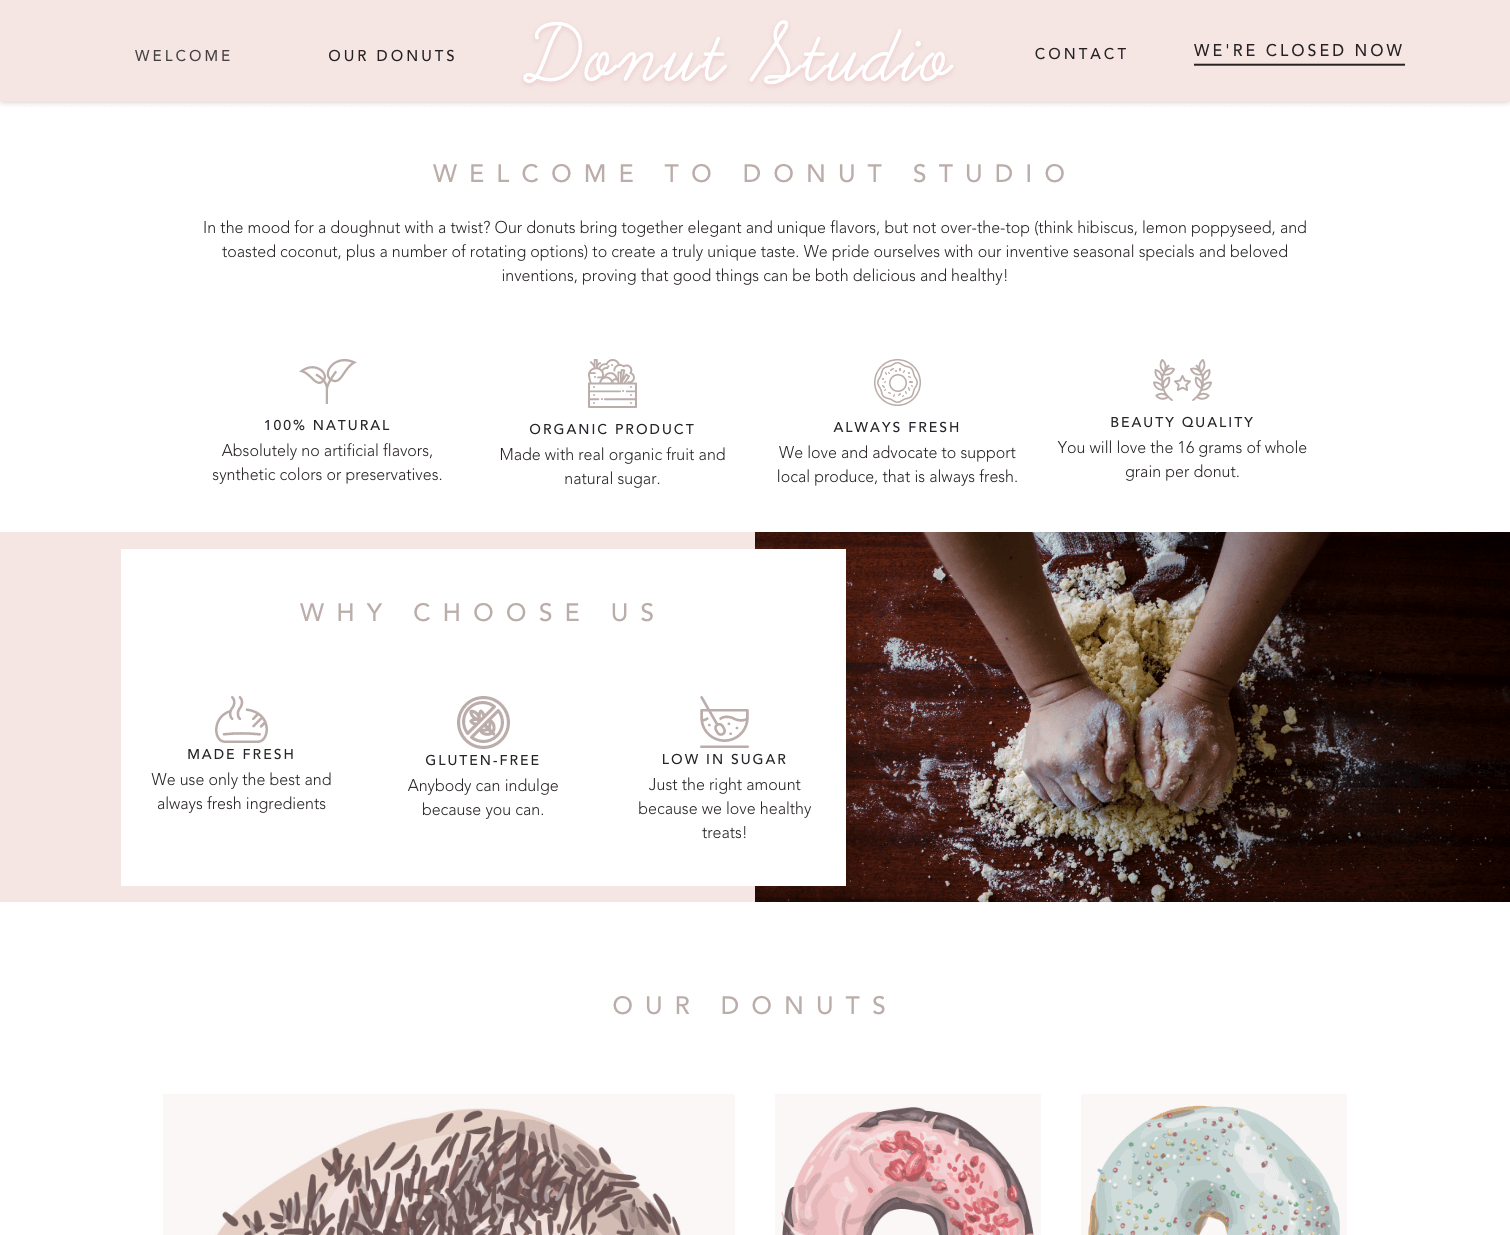 WELCOME
OUR DONUTS
Donut Studio
CONTACT
WE'RE CLOSED NOW
WELCOME TO DONUT STUDIO
In the mood for a doughnut with a twist? Our donuts bring together elegant and unique flavors, but not over-the-top (think hibiscus, lemon poppyseed, and
toasted coconut, plus a number of rotating options) to create a truly unique taste. We pride ourselves with our inventive seasonal specials and beloved
inventions, proving that good things can be both delicious and healthy!
100% NATURAL
Absolutely no artificial flavors,
synthetic colors or preservatives.
ORGANIC PRODUCT
Made with real organic fruit and
natural sugar.
ALWAYS FRESH
We love and advocate to support
local produce, that is always fresh.
BEAUTY QUALITY
You will love the 16 grams of whole
grain per donut.
WHY CHOOSE US
MADE FRESH
We use only the best and
always fresh ingredients
GLUTEN-FREE
Anybody can indulge
because you can.
LOW IN SUGAR
Just the right amount
because we love healthy
treats!
OUR DONUTS